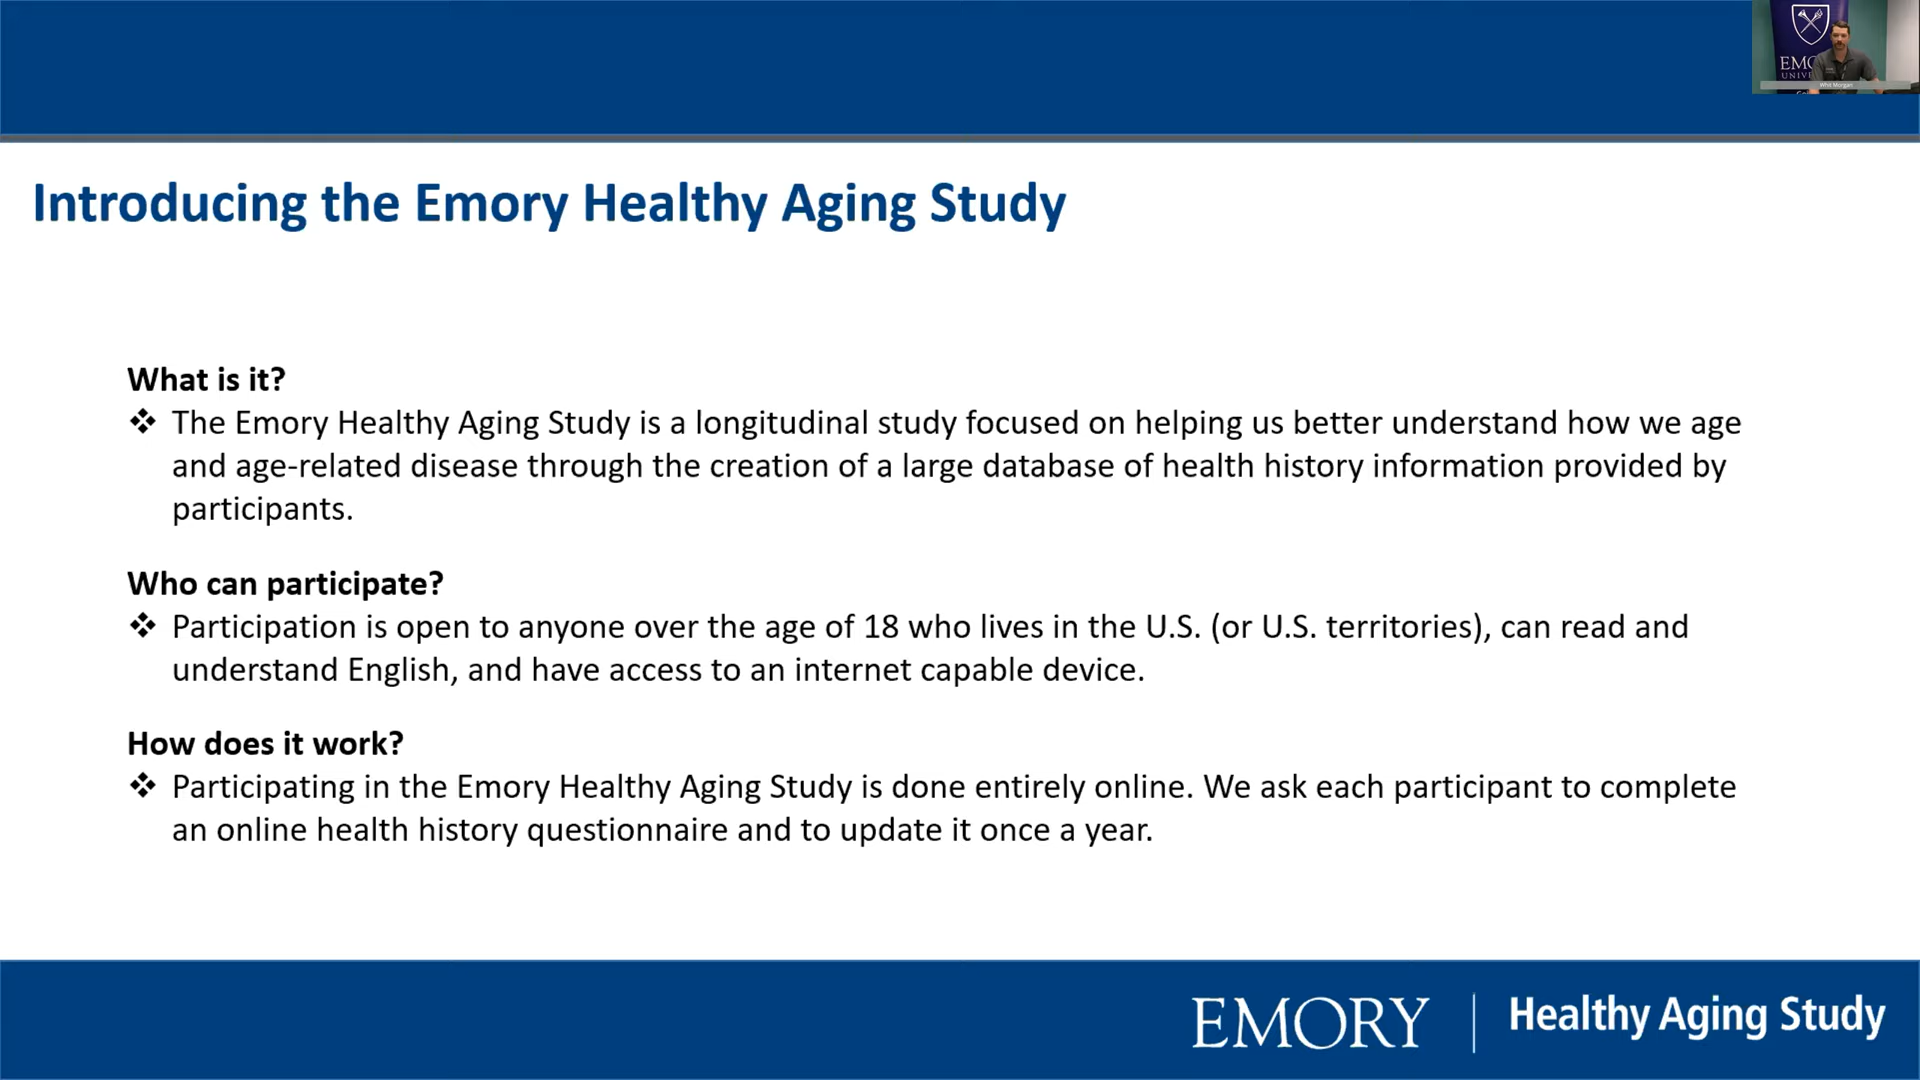 EMO
UNIV
Whit Morgan
Introducing the Emory Healthy Aging Study
What is it?
❖ The Emory Healthy Aging Study is a longitudinal study focused on helping us better understand how we age
and age-related disease through the creation of a large database of health history information provided by
participants.
Who can participate?
❖ Participation is open to anyone over the age of 18 who lives in the U.S. (or U.S. territories), can read and
understand English, and have access to an internet capable device.
How does it work?
❖ Participating in the Emory Healthy Aging Study is done entirely online. We ask each participant to complete
an online health history questionnaire and to update it once a year.
EMORY | Healthy Aging Study